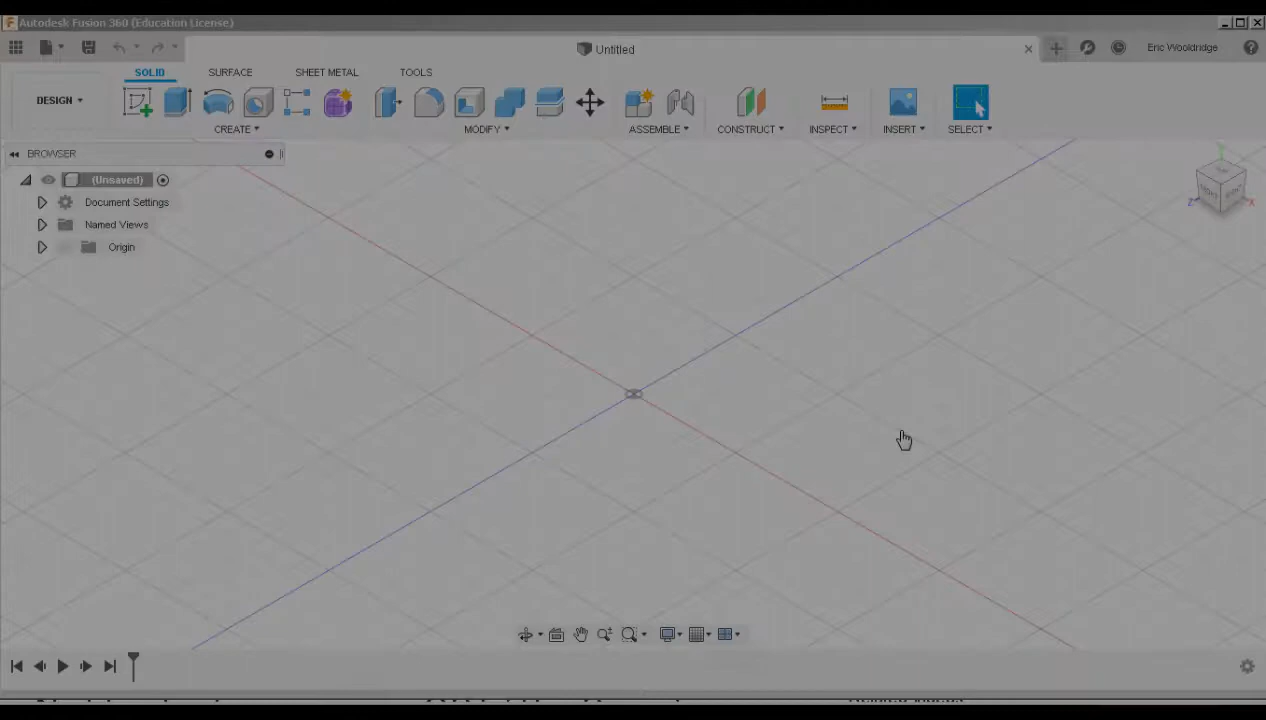 Autodesk Fusion 360 (Education License)
Untitled
Eric Wooldridge
SOLID
SURFACE
SHEET METAL
TOOLS
DESIGN
CREATE
MODIFY
ASSEMBLE
CONSTRUCT
INSPECT
INSERT
SELECT
BROWSER
(Unsaved)
Document Settings
Named Views
Origin
Z
X